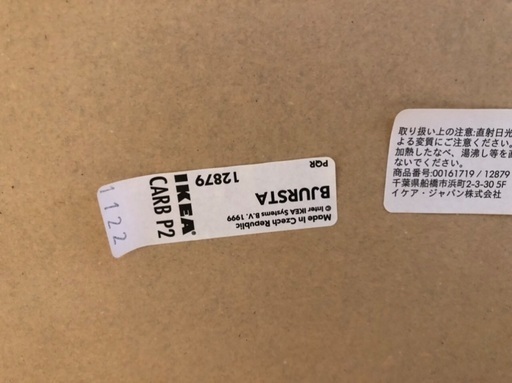 PQR
12879
BJURSTA
Made in Czech Republic
© Inter IKEA Systems B.V. 1999
IKEA
CARB P2
1122
取り扱い上の注意:直射日光
よる変質にご注意ください。
加熱したなべ、湯沸し等を直
ないでください。
商品番号:00161719 / 12879
千葉県船橋市浜町2-3-30 5F
イケア・ジャパン株式会社